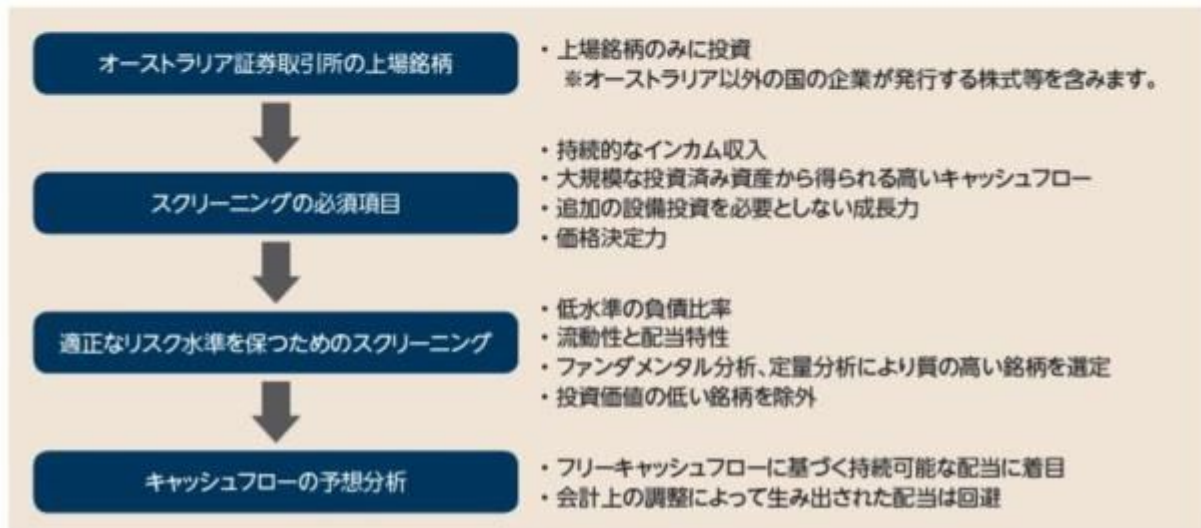 オーストラリア証券取引所の上場銘柄
・上場銘柄のみに投資
※オーストラリア以外の国の企業が発行する株式等を含みます。
スクリーニングの必須項目
・持続的なインカム収入
・大規模な投資済み資産から得られる高いキャッシュフロー
・追加の設備投資を必要としない成長力
・価格決定力
適正なリスク水準を保つためのスクリーニング
・低水準の負債比率
・流動性と配当特性
・ファンダメンタル分析、定量分析により質の高い銘柄を選定
・投資価値の低い銘柄を除外
キャッシュフローの予想分析
・フリーキャッシュフローに基づく持続可能な配当に着目
・会計上の調整によって生み出された配当は回避